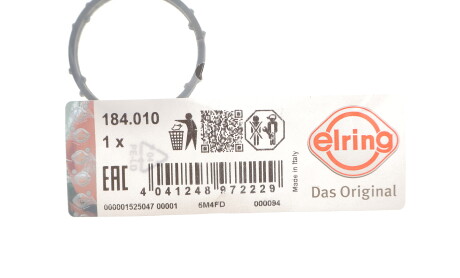 184.010
1 x
elring
Das Original
Made in Italy
EAC
4 041248 972229
000001525047 00001 6M4FD 000094